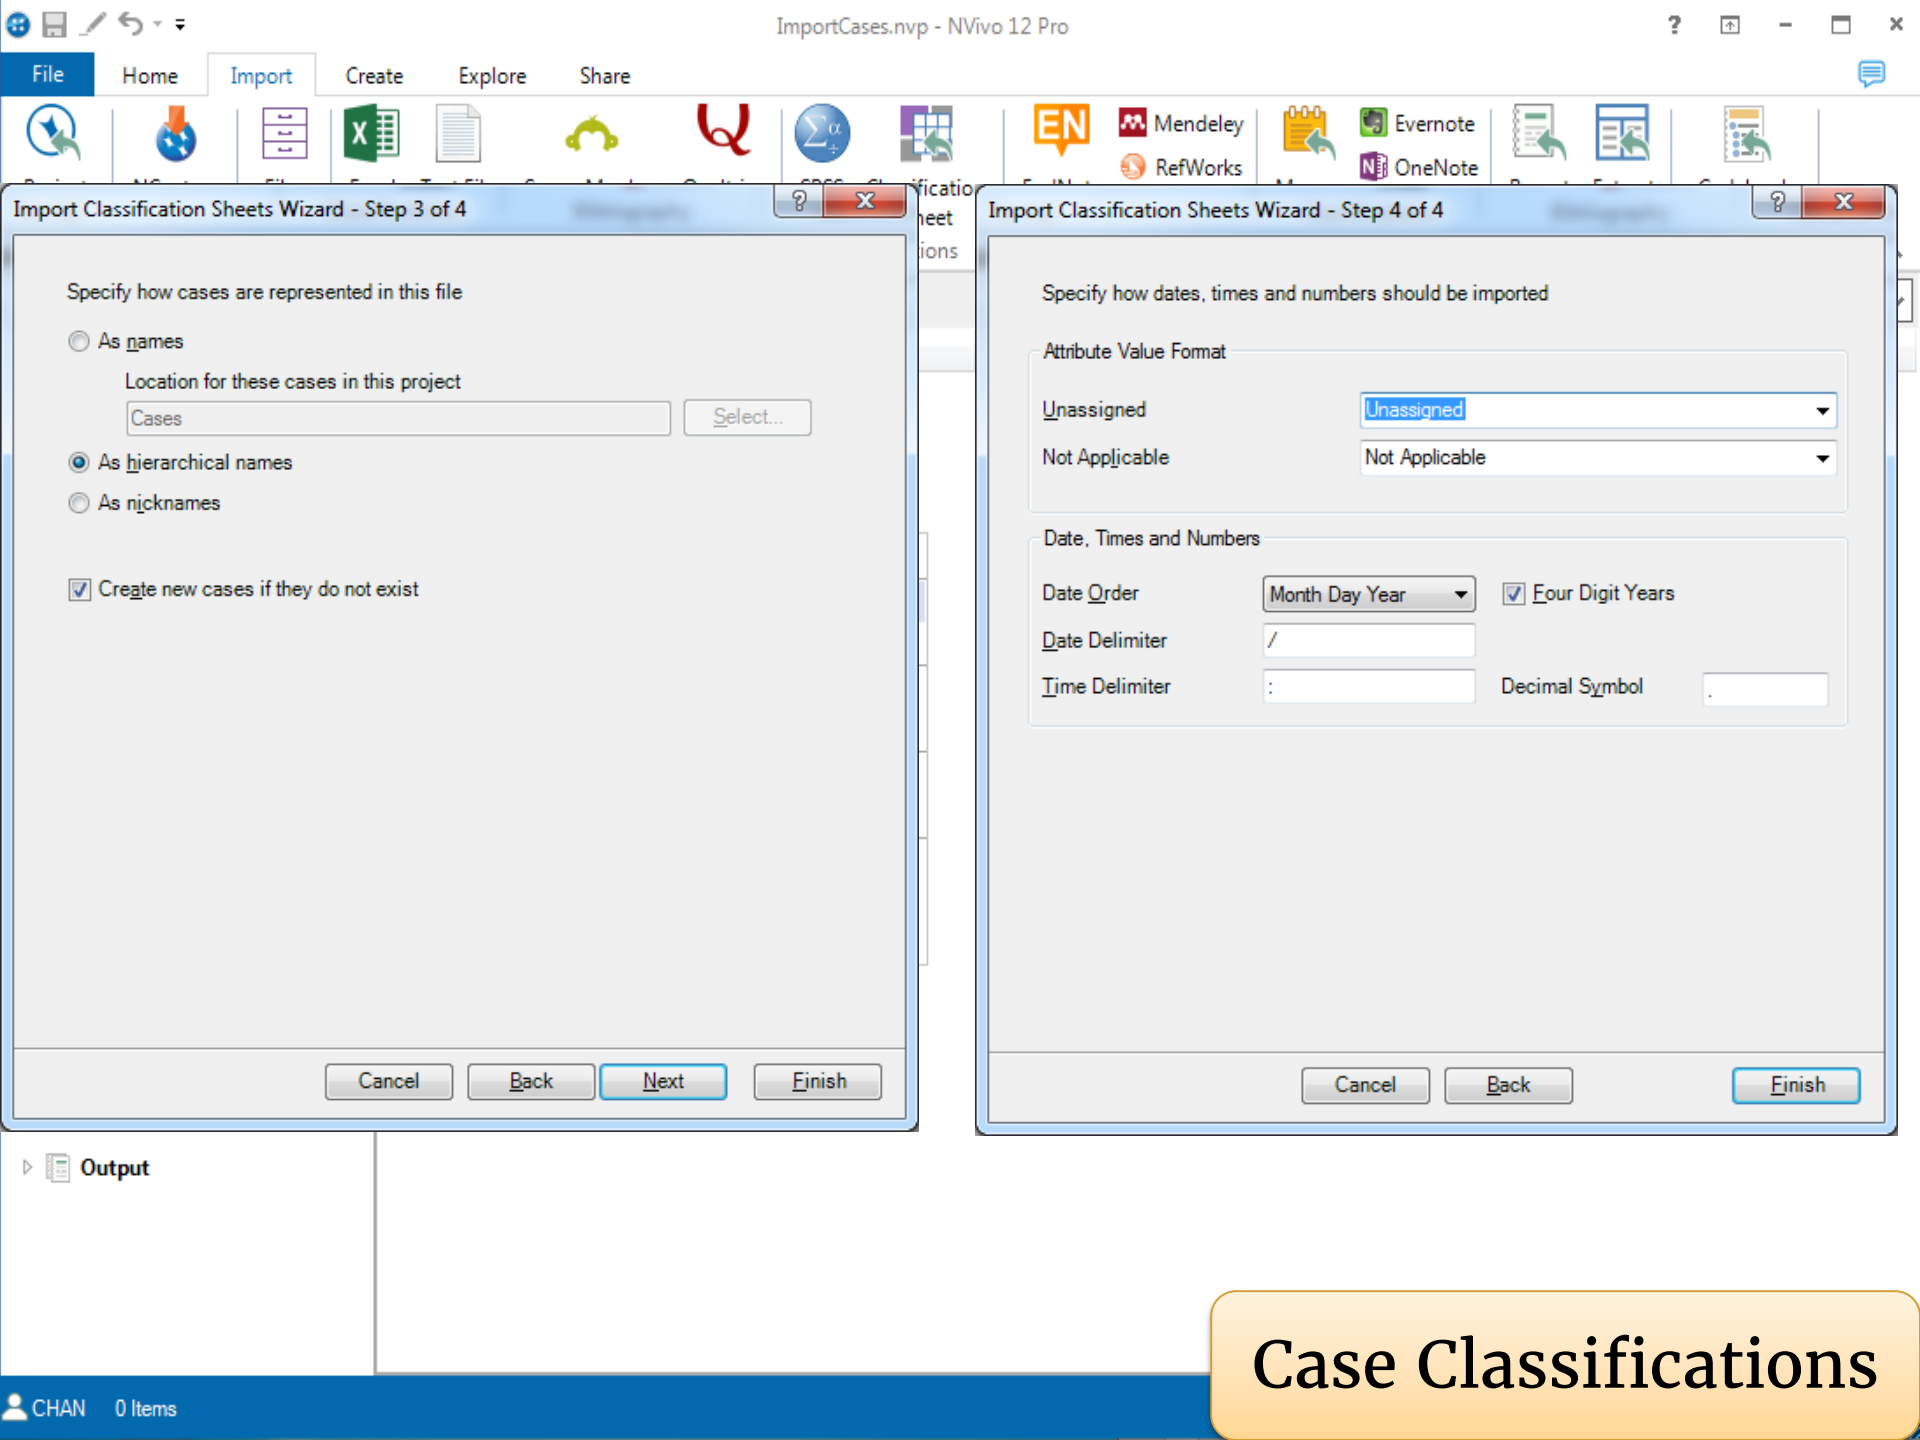 ImportCases.nvp - NVivo 12 Pro
File Home Import Create Explore Share
EN Mendeley Evernote
RefWorks OneNote
Import Classification Sheets Wizard - Step 3 of 4
Specify how cases are represented in this file
As names
Location for these cases in this project
Cases Select...
As hierarchical names
As nicknames
Create new cases if they do not exist
Cancel Back Next Finish
Import Classification Sheets Wizard - Step 4 of 4
Specify how dates, times and numbers should be imported
Attribute Value Format
Unassigned Unassigned
Not Applicable Not Applicable
Date, Times and Numbers
Date Order Month Day Year Four Digit Years
Date Delimiter /
Time Delimiter : Decimal Symbol .
Cancel Back Finish
Output
Case Classifications
CHAN 0 Items